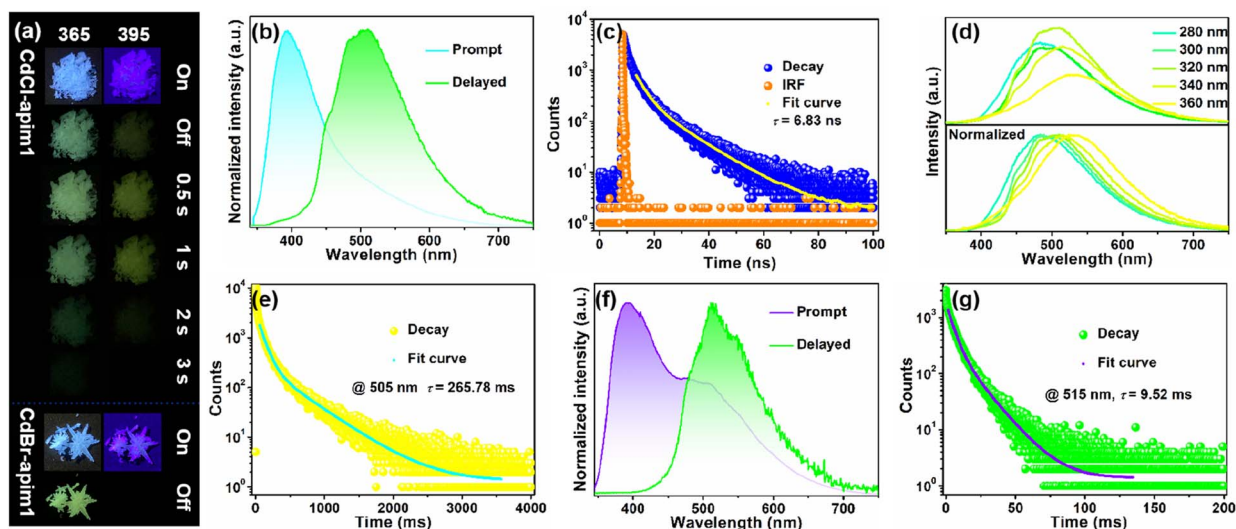 (a)
365 395
CdCl-apim1
On
Off
0.5 s
1 s
2 s
3 s
CdBr-apim1
On
Off
(b)
Prompt
Delayed
Normalized intensity (a.u.)
400 500 600 700
Wavelength (nm)
(c)
Decay
IRF
Fit curve
τ = 6.83 ns
Counts
10⁴
10³
10²
10¹
10⁰
0 20 40 60 80 100
Time (ns)
(d)
280 nm
300 nm
320 nm
340 nm
360 nm
Normalized
Intensity (a.u.)
400 500 600 700
Wavelength (nm)
(e)
Decay
Fit curve
@ 505 nm τ = 265.78 ms
Counts
10⁴
10³
10²
10¹
10⁰
0 1000 2000 3000 4000
Time (ms)
(f)
Prompt
Delayed
Normalized intensity (a.u.)
400 500 600 700
Wavelength (nm)
(g)
Decay
Fit curve
@ 515 nm, τ = 9.52 ms
Counts
10⁴
10³
10²
10¹
10⁰
0 50 100 150 200
Time (ms)